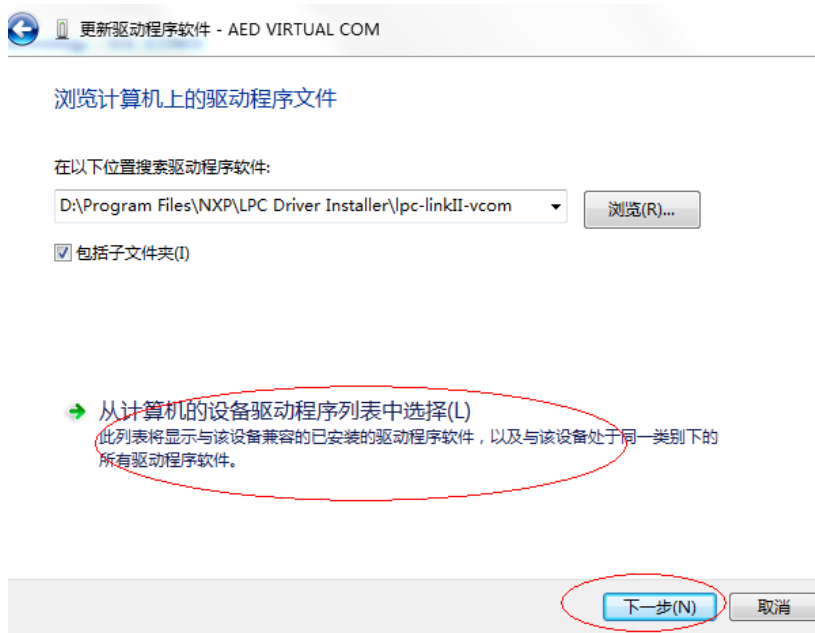 更新驱动程序软件 - AED VIRTUAL COM
浏览计算机上的驱动程序文件
在以下位置搜索驱动程序软件:
D:\Program Files\NXP\LPC Driver Installer\lpc-linkII-vcom
浏览(R)...
包括子文件夹(I)
从计算机的设备驱动程序列表中选择(L)
此列表将显示与该设备兼容的已安装的驱动程序软件，以及与该设备处于同一类别下的
所有驱动程序软件。
下一步(N)
取消